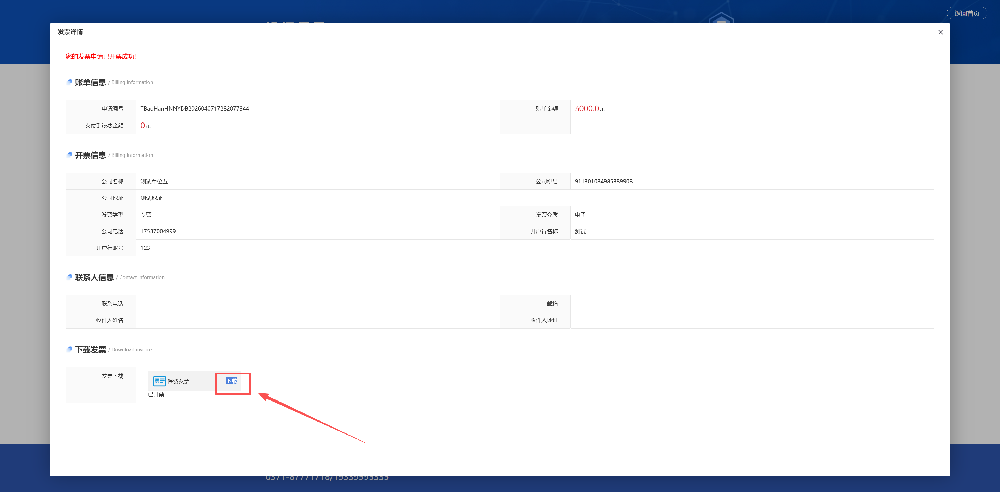 返回首页
发票详情
您的发票申请已开票成功！
账单信息 / Billing information
申请编号 TBaoHanHNNYDB2026040717282077344 账单金额 3000.0元
支付手续费金额 0元
开票信息 / Billing information
公司名称 测试单位五 公司税号 91130108498538990B
公司地址 测试地址
发票类型 专票 发票介质 电子
公司电话 17537004999 开户行名称 测试
开户行账号 123
联系人信息 / Contact information
联系电话 邮箱
收件人姓名 收件人地址
下载发票 / Download invoice
发票下载 票 保费发票 下载
已开票
0371-87771718/19339595335